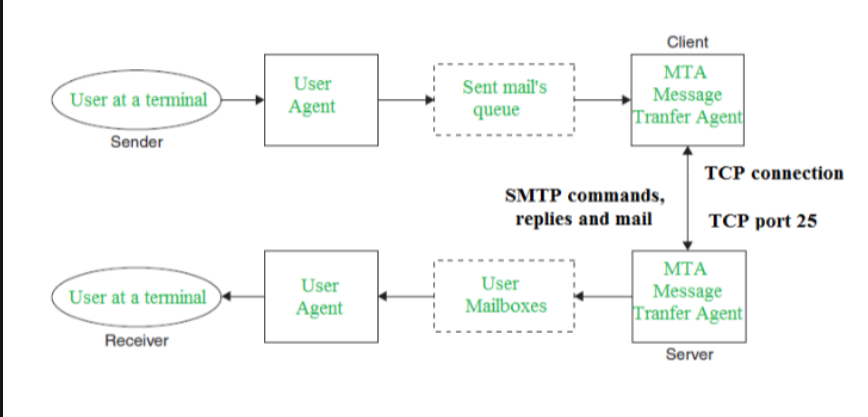 Client
User at a terminal
User
Agent
Sent mail's
queue
MTA
Message
Tranfer Agent
Sender
TCP connection
SMTP commands,
replies and mail
TCP port 25
User at a terminal
User
Agent
User
Mailboxes
MTA
Message
Tranfer Agent
Receiver
Server